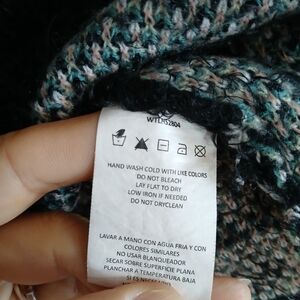 HAND WASH COLD WITH LIKE COLORS
DO NOT BLEACH
LAY FLAT TO DRY
LOW IRON IF NEEDED
DO NOT DRYCLEAN
LAVAR A MANO CON AGUA FRIA Y CON
COLORES SIMILARES
NO USAR BLANQUEADOR
SECAR SOBRE SUPERFICIE PLANA
PLANCHAR A TEMPERATURA BAJA
SI ES